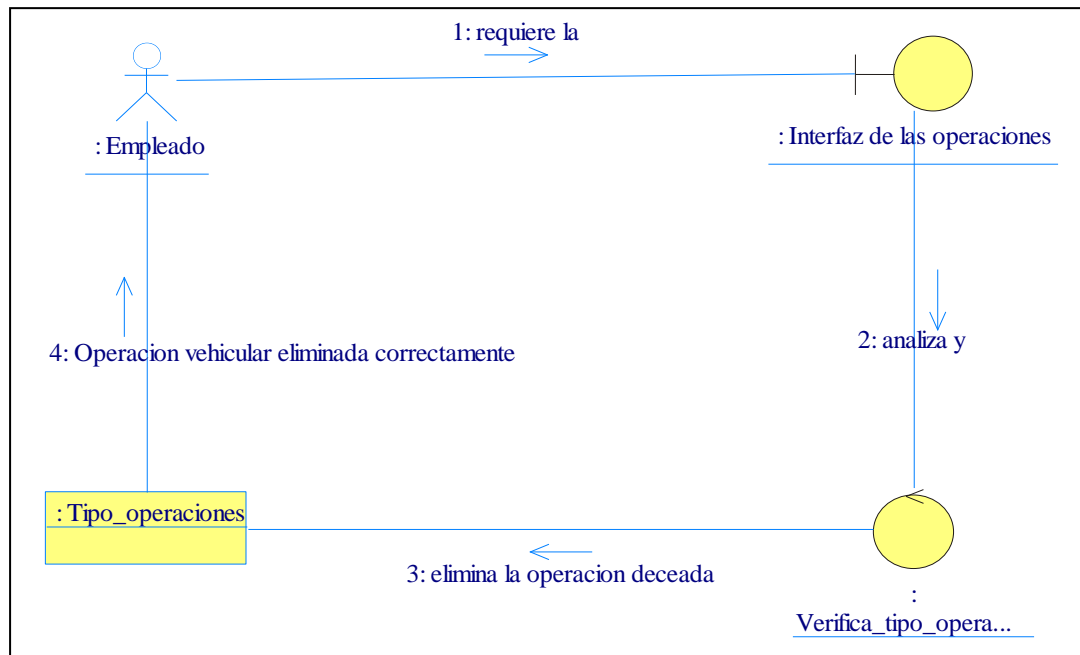 1: requiere la
: Empleado
: Interfaz de las operaciones
4: Operacion vehicular eliminada correctamente
2: analiza y
: Tipo_operaciones
3: elimina la operacion deceada
:
Verifica_tipo_opera...